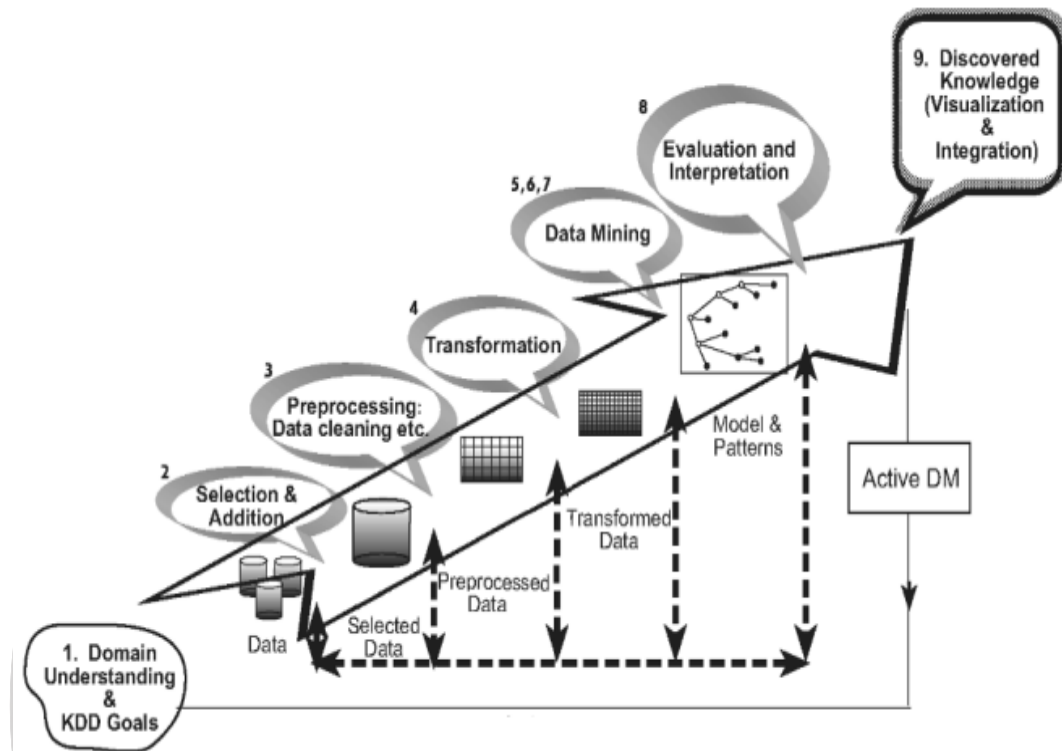 9. Discovered
Knowledge
(Visualization
&
Integration)
8
Evaluation and
Interpretation
5,6,7
Data Mining
4
Transformation
3
Preprocessing:
Data cleaning etc.
2
Selection &
Addition
Model &
Patterns
Active DM
Transformed
Data
Preprocessed
Data
Selected
Data
Data
1. Domain
Understanding
&
KDD Goals